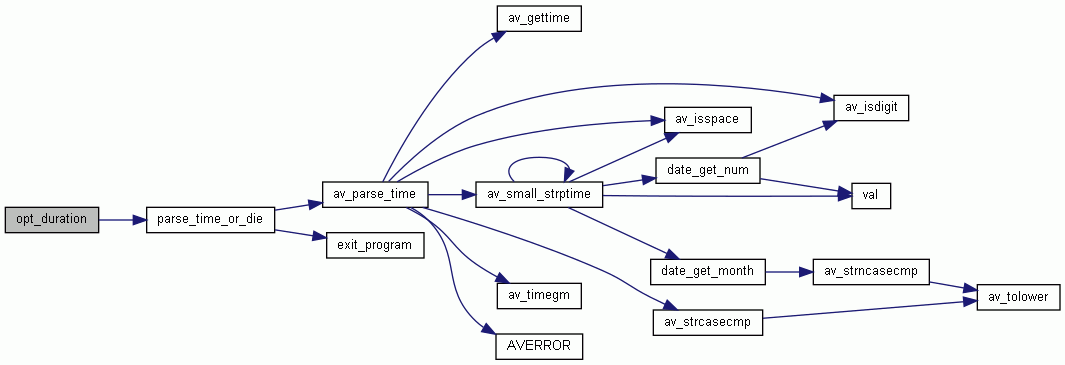 av_gettime
av_isdigit
av_isspace
date_get_num
av_parse_time
av_small_strptime
val
opt_duration
parse_time_or_die
exit_program
date_get_month
av_strncasecmp
av_timegm
av_tolower
av_strcasecmp
AVERROR